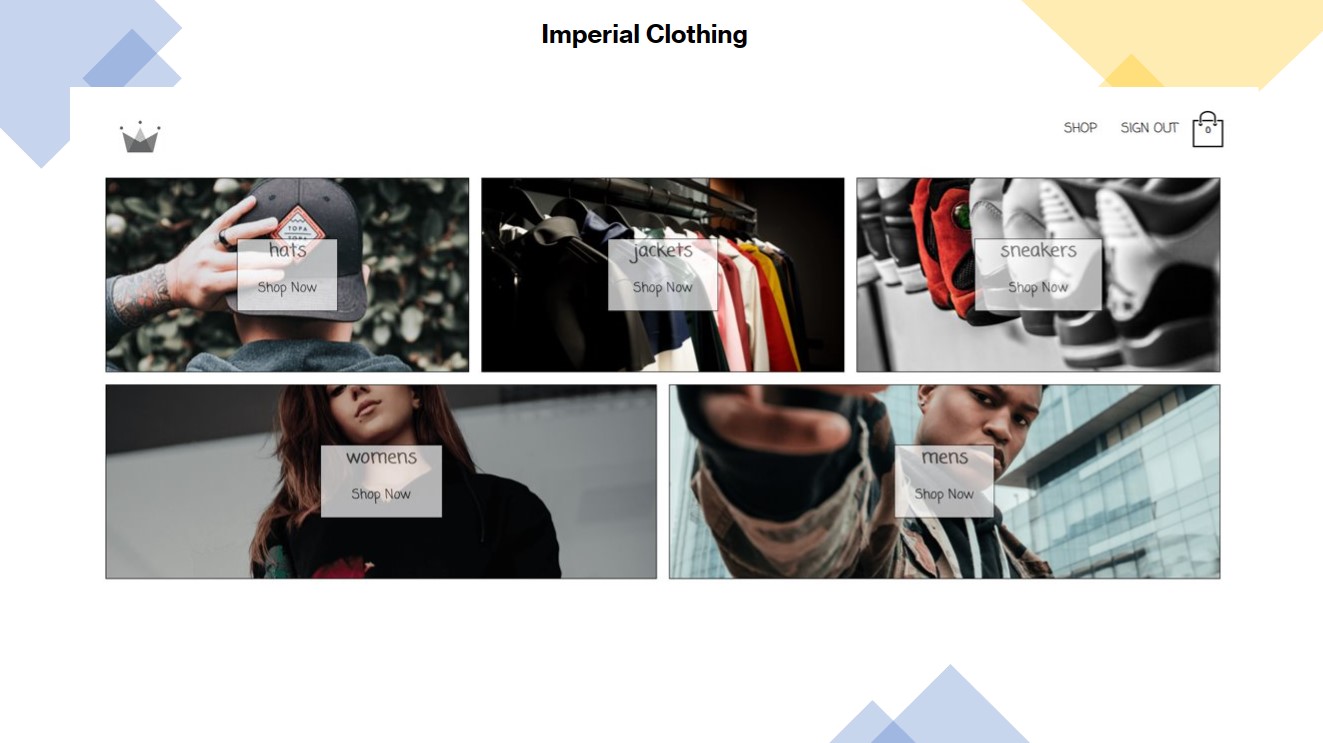 Imperial Clothing
SHOP SIGN OUT 0
TOPA
TOPA
hats
Shop Now
jackets
Shop Now
sneakers
Shop Now
womens
Shop Now
mens
Shop Now